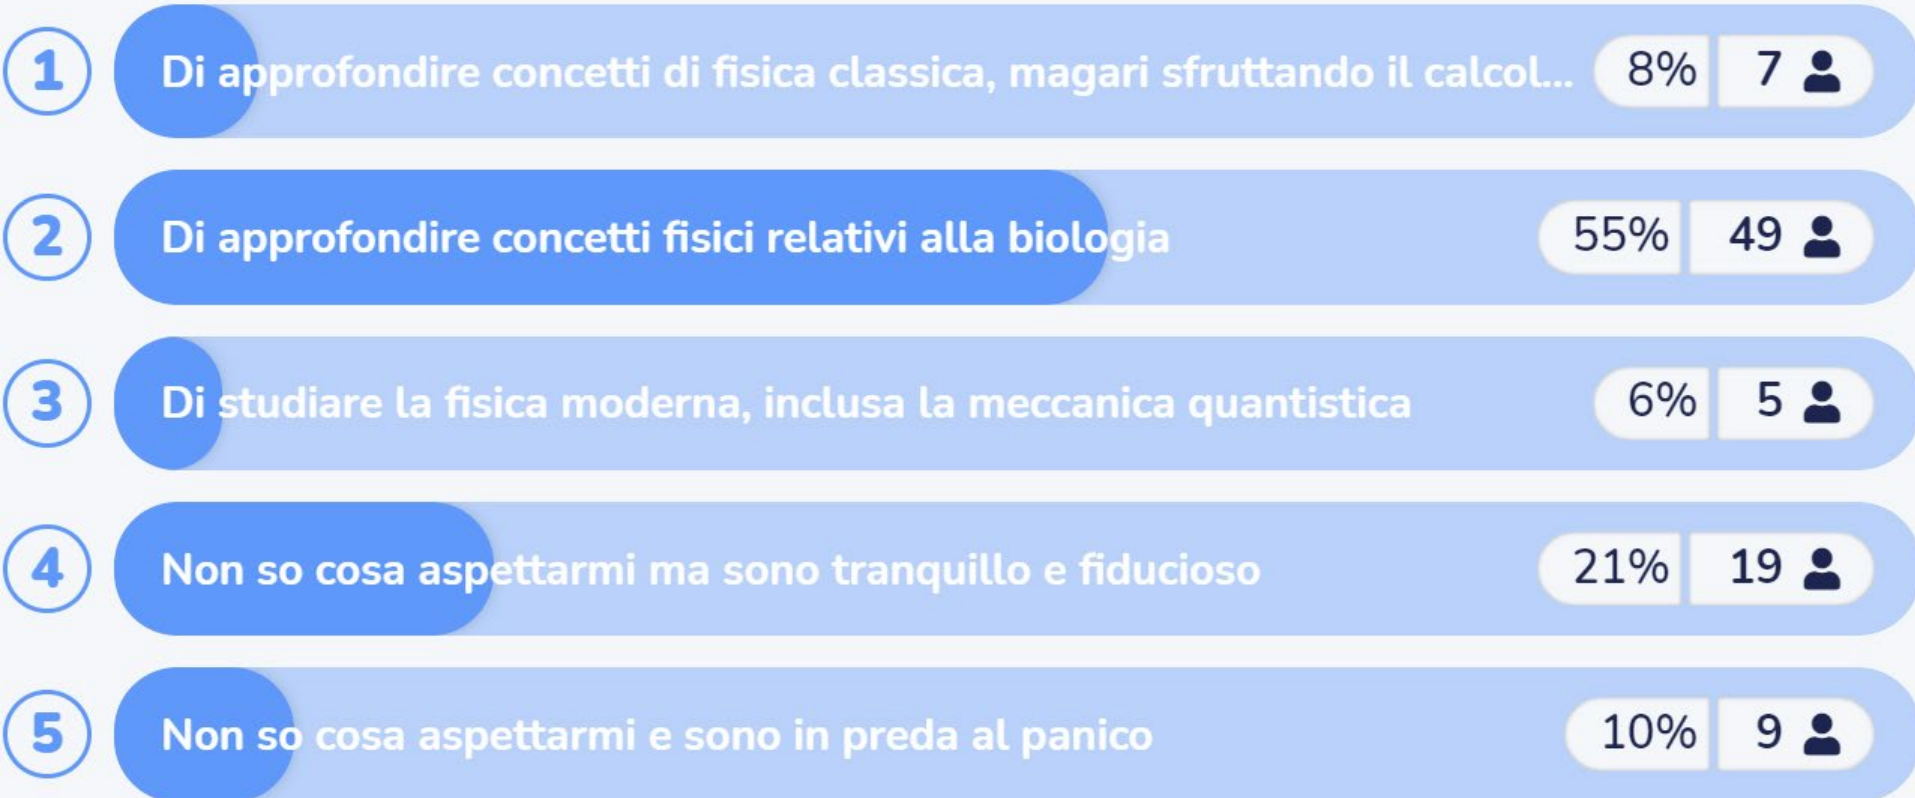 1 Di approfondire concetti di fisica classica, magari sfruttando il calcol... 8% 7
2 Di approfondire concetti fisici relativi alla biologia 55% 49
3 Di studiare la fisica moderna, inclusa la meccanica quantistica 6% 5
4 Non so cosa aspettarmi ma sono tranquillo e fiducioso 21% 19
5 Non so cosa aspettarmi e sono in preda al panico 10% 9